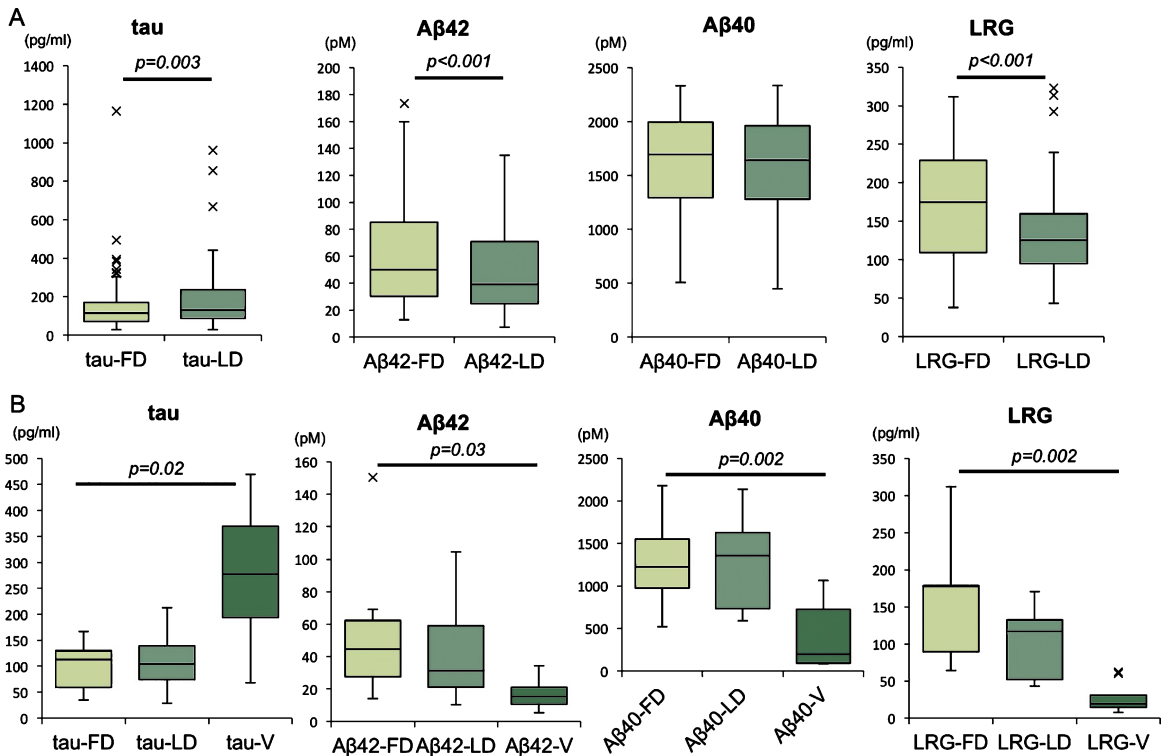 A
tau
Aβ42
Aβ40
LRG
(pg/ml)
(pM)
(pM)
(pg/ml)
p=0.003
p<0.001
p<0.001
1400
1200
1000
800
600
400
200
0
200
180
160
140
120
100
80
60
40
20
0
2500
2000
1500
1000
500
0
350
300
250
200
150
100
50
0
tau-FD tau-LD
Aβ42-FD Aβ42-LD
Aβ40-FD Aβ40-LD
LRG-FD LRG-LD
B
tau
Aβ42
Aβ40
LRG
(pg/ml)
(pM)
(pM)
(pg/ml)
p=0.02
p=0.03
p=0.002
p=0.002
500
450
400
350
300
250
200
150
100
50
0
160
140
120
100
80
60
40
20
0
2500
2000
1500
1000
500
0
350
300
250
200
150
100
50
0
tau-FD tau-LD tau-V
Aβ42-FD Aβ42-LD Aβ42-V
Aβ40-FD
Aβ40-LD
Aβ40-V
LRG-FD LRG-LD LRG-V